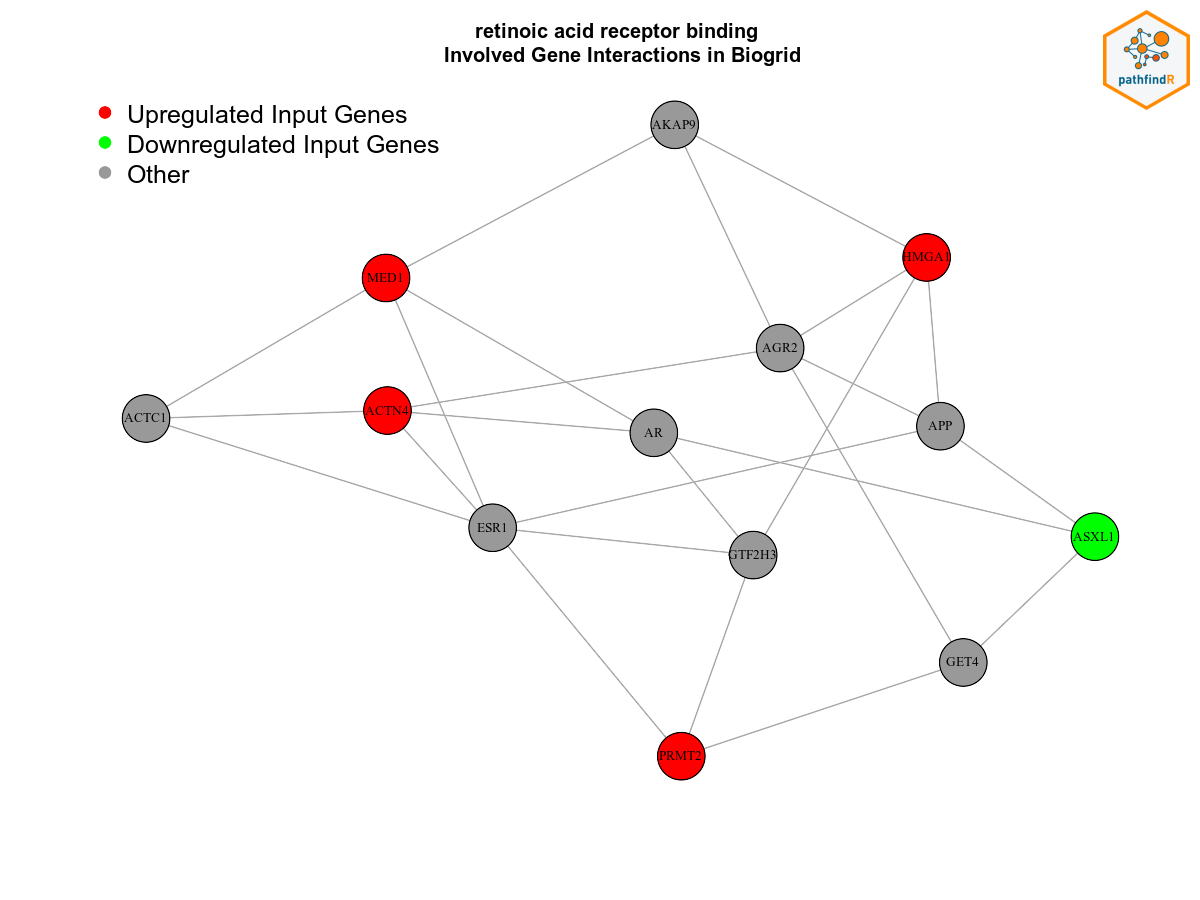 retinoic acid receptor binding
Involved Gene Interactions in Biogrid
pathfindR
Upregulated Input Genes
Downregulated Input Genes
Other
AKAP9
HMGA1
MED1
AGR2
ACTN4
ACTC1
AR
APP
ESR1
GTF2H3
ASXL1
GET4
PRMT2